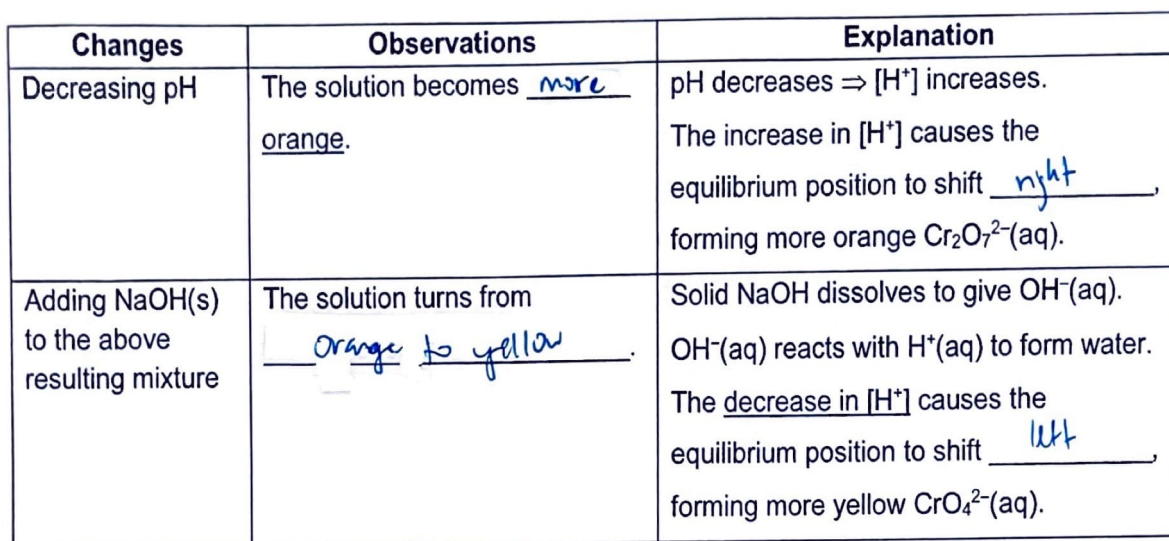 Changes
Observations
Explanation
Decreasing pH
The solution becomes more
orange.
pH decreases ⇒ [H⁺] increases.
The increase in [H⁺] causes the
equilibrium position to shift right,
forming more orange Cr₂O₇²⁻(aq).
Adding NaOH(s)
to the above
resulting mixture
The solution turns from
orange to yellow.
Solid NaOH dissolves to give OH⁻(aq).
OH⁻(aq) reacts with H⁺(aq) to form water.
The decrease in [H⁺] causes the
equilibrium position to shift left,
forming more yellow CrO₄²⁻(aq).